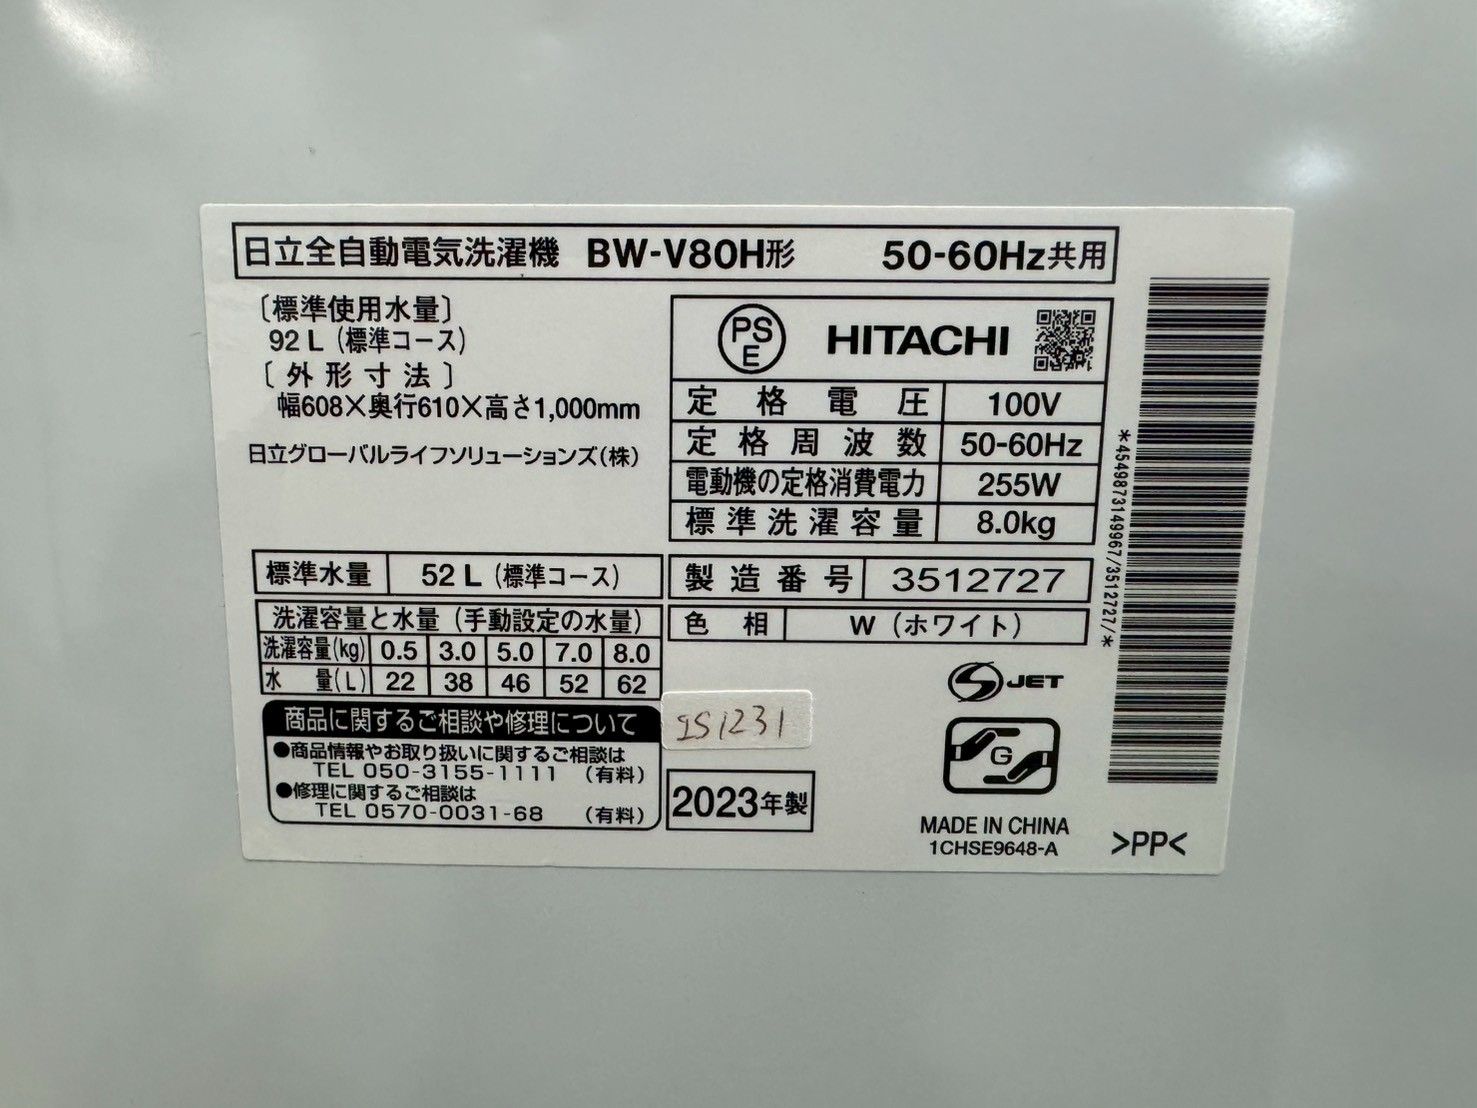 日立全自動電気洗濯機 BW-V80H形 50-60Hz共用
〔標準使用水量〕
92 L（標準コース）
〔外形寸法〕
幅608×奥行610×高さ1,000mm
日立グローバルライフソリューションズ（株）
PS
E
HITACHI
定格電圧 100V
定格周波数 50-60Hz
電動機の定格消費電力 255W
標準洗濯容量 8.0kg
標準水量 52 L（標準コース）
洗濯容量と水量（手動設定の水量）
洗濯容量(kg) 0.5 3.0 5.0 7.0 8.0
水量(L) 22 38 46 52 62
製造番号 3512727
色相 W（ホワイト）
商品に関するご相談や修理について
●商品情報やお取り扱いに関するご相談は
TEL 050-3155-1111 （有料）
●修理に関するご相談は
TEL 0570-0031-68 （有料）
2023年製
S JET
G
MADE IN CHINA
1CHSE9648-A
>PP<
*4549873149967/3512727/*